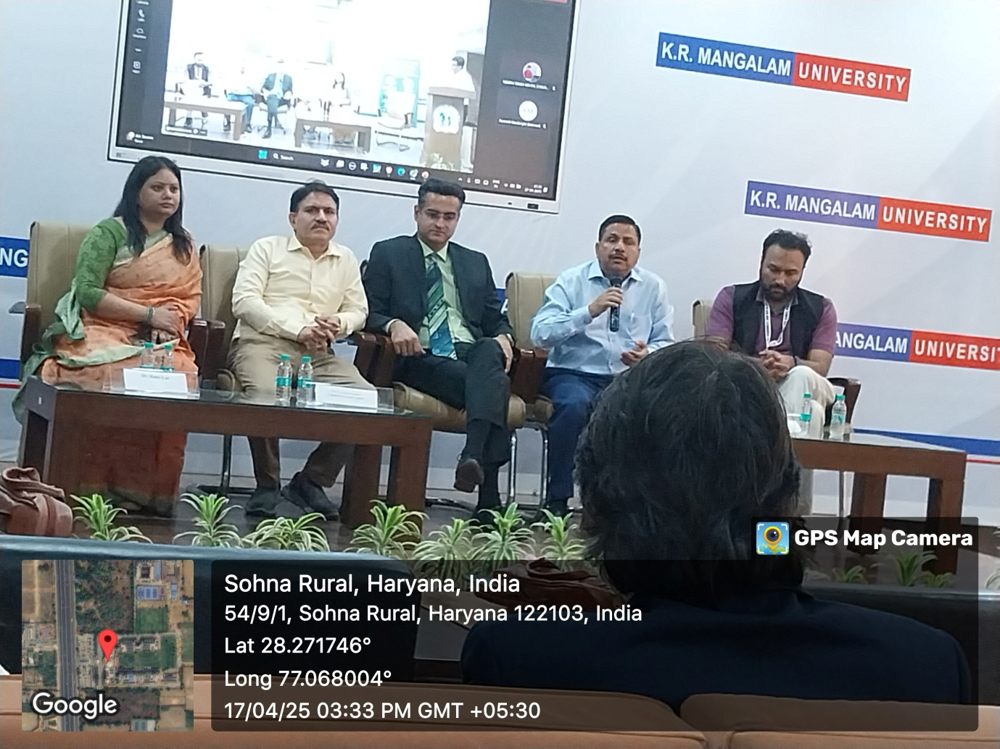 K.R. MANGALAM UNIVERSITY
Search
K.R. MANGALAM UNIVERSITY
NG
ANGALAM UNIVERSIT
GPS Map Camera
Sohna Rural, Haryana, India
54/9/1, Sohna Rural, Haryana 122103, India
Lat 28.271746°
Long 77.068004°
17/04/25 03:33 PM GMT +05:30
Google